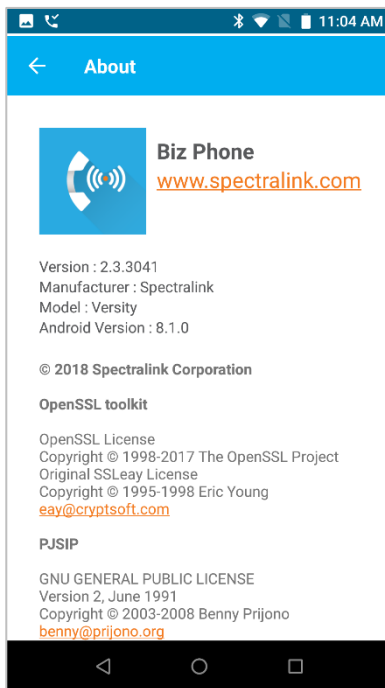 11:04 AM
About
Biz Phone
www.spectralink.com
Version : 2.3.3041
Manufacturer : Spectralink
Model : Versity
Android Version : 8.1.0
© 2018 Spectralink Corporation
OpenSSL toolkit
OpenSSL License
Copyright © 1998-2017 The OpenSSL Project
Original SSLeay License
Copyright © 1995-1998 Eric Young
eay@cryptsoft.com
PJSIP
GNU GENERAL PUBLIC LICENSE
Version 2, June 1991
Copyright © 2003-2008 Benny Prijono
benny@prijono.org